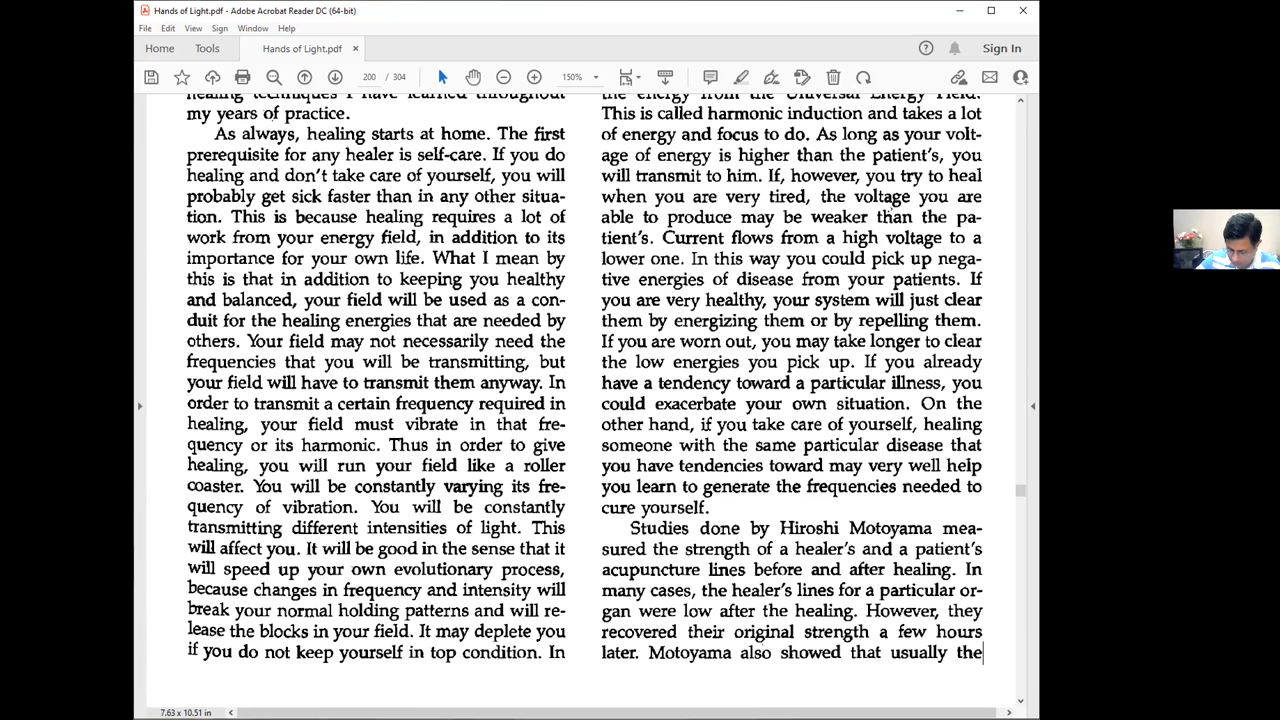 Hands of Light.pdf - Adobe Acrobat Reader DC (64-bit)
File Edit View Sign Window Help
Home Tools Hands of Light.pdf Sign In
200 / 304 150%
healing techniques I have learned throughout
my years of practice.
As always, healing starts at home. The first
prerequisite for any healer is self-care. If you do
healing and don't take care of yourself, you will
probably get sick faster than in any other situa-
tion. This is because healing requires a lot of
work from your energy field, in addition to its
importance for your own life. What I mean by
this is that in addition to keeping you healthy
and balanced, your field will be used as a con-
duit for the healing energies that are needed by
others. Your field may not necessarily need the
frequencies that you will be transmitting, but
your field will have to transmit them anyway. In
order to transmit a certain frequency required in
healing, your field must vibrate in that fre-
quency or its harmonic. Thus in order to give
healing, you will run your field like a roller
coaster. You will be constantly varying its fre-
quency of vibration. You will be constantly
transmitting different intensities of light. This
will affect you. It will be good in the sense that it
will speed up your own evolutionary process,
because changes in frequency and intensity will
break your normal holding patterns and will re-
lease the blocks in your field. It may deplete you
if you do not keep yourself in top condition. In
the energy from the Universal Energy Field.
This is called harmonic induction and takes a lot
of energy and focus to do. As long as your volt-
age of energy is higher than the patient's, you
will transmit to him. If, however, you try to heal
when you are very tired, the voltage you are
able to produce may be weaker than the pa-
tient's. Current flows from a high voltage to a
lower one. In this way you could pick up nega-
tive energies of disease from your patients. If
you are very healthy, your system will just clear
them by energizing them or by repelling them.
If you are worn out, you may take longer to clear
the low energies you pick up. If you already
have a tendency toward a particular illness, you
could exacerbate your own situation. On the
other hand, if you take care of yourself, healing
someone with the same particular disease that
you have tendencies toward may very well help
you learn to generate the frequencies needed to
cure yourself.
Studies done by Hiroshi Motoyama mea-
sured the strength of a healer's and a patient's
acupuncture lines before and after healing. In
many cases, the healer's lines for a particular or-
gan were low after the healing. However, they
recovered their original strength a few hours
later. Motoyama also showed that usually the
7.63 x 10.51 in